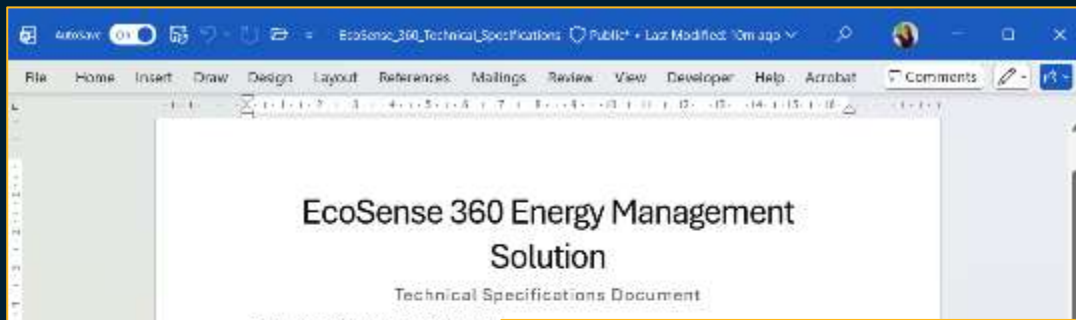 AutoSave On EcoSense_360_Technical_Specifications Public* • Last Modified: 10m ago
File Home Insert Draw Design Layout References Mailings Review View Developer Help Acrobat Comments
EcoSense 360 Energy Management
Solution
Technical Specifications Document